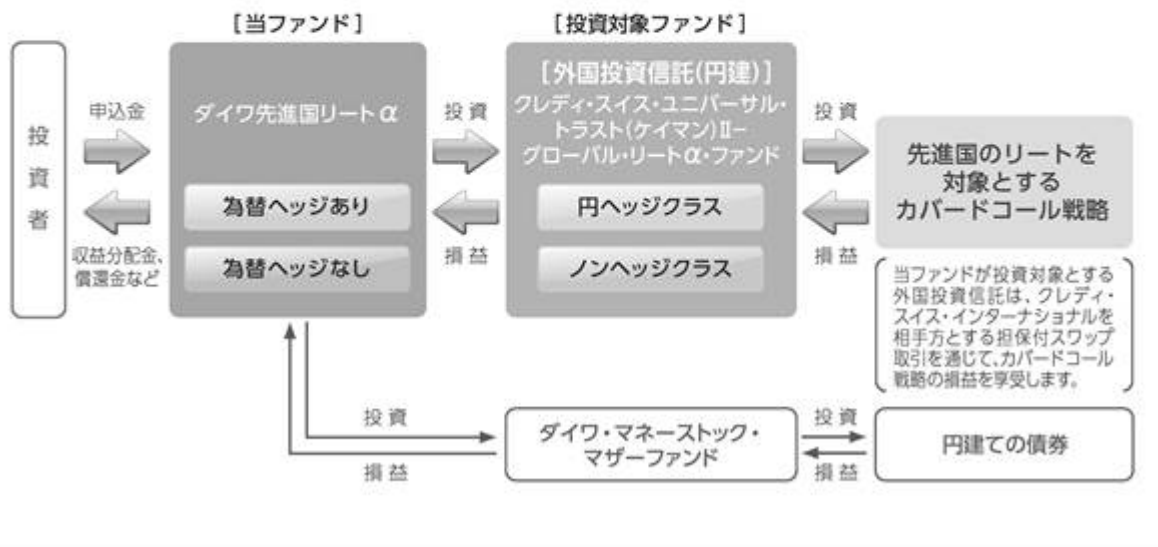 [当ファンド]
[投資対象ファンド]
投資者
申込金
収益分配金、
償還金など
ダイワ先進国リートα
為替ヘッジあり
為替ヘッジなし
投資
損益
[外国投資信託(円建)]
クレディ・スイス・ユニバーサル・
トラスト(ケイマン)Ⅱ−
グローバル・リートα・ファンド
円ヘッジクラス
ノンヘッジクラス
投資
損益
先進国のリートを
対象とする
カバードコール戦略
当ファンドが投資対象とする
外国投資信託は、クレディ・
スイス・インターナショナルを
相手方とする担保付スワップ
取引を通じて、カバードコール
戦略の損益を享受します。
投資
損益
ダイワ・マネーストック・
マザーファンド
投資
損益
円建ての債券